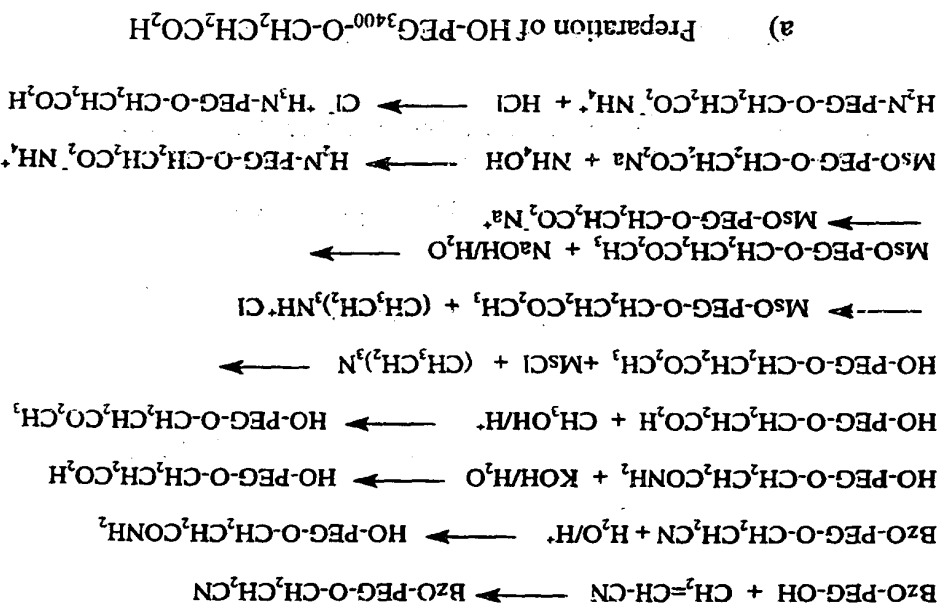 BzO-PEG-OH + CH₂=CH-CN ⟶ BzO-PEG-O-CH₂CH₂CN
BzO-PEG-O-CH₂CH₂CN + H₂O/H⁺ ⟶ HO-PEG-O-CH₂CH₂CONH₂
HO-PEG-O-CH₂CH₂CONH₂ + KOH/H₂O ⟶ HO-PEG-O-CH₂CH₂CO₂H
HO-PEG-O-CH₂CH₂CO₂H + CH₃OH/H⁺ ⟶ HO-PEG-O-CH₂CH₂CO₂CH₃
HO-PEG-O-CH₂CH₂CO₂CH₃ +MsCl + (CH₃CH₂)₃N ⟶
⟶ MsO-PEG-O-CH₂CH₂CO₂CH₃ + (CH₃CH₂)₃NH⁺Cl
MsO-PEG-O-CH₂CH₂CO₂CH₃ + NaOH/H₂O ⟶
⟶ MsO-PEG-O-CH₂CH₂CO₂⁻Na⁺
MsO-PEG-O-CH₂CH₂CO₂Na + NH₄OH ⟶ H₂N-PEG-O-CH₂CH₂CO₂⁻NH₄⁺
H₂N-PEG-O-CH₂CH₂CO₂⁻NH₄⁺ + HCl ⟶ Cl⁻ ⁺H₃N-PEG-O-CH₂CH₂CO₂H
a) Preparation of HO-PEG₃₄₀₀-O-CH₂CH₂CO₂H